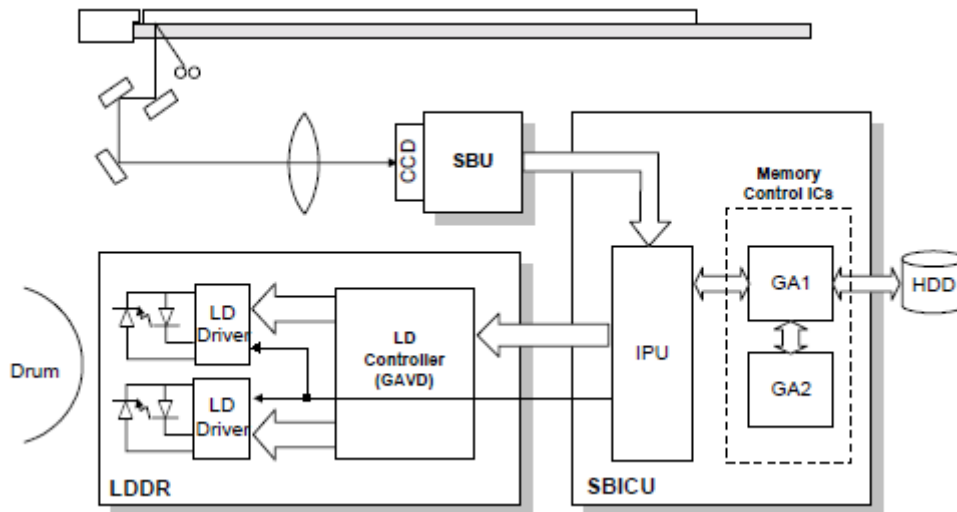 CCD
SBU
Memory
Control ICs
GA1
HDD
GA2
IPU
LD
Driver
LD
Controller
(GAVD)
Drum
LD
Driver
LDDR
SBICU